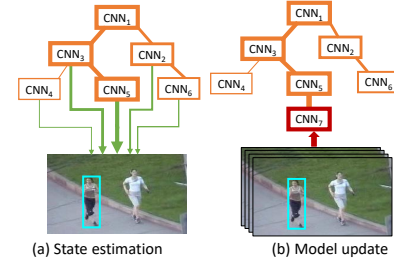 CNN1
CNN3
CNN2
CNN4
CNN5
CNN6
(a) State estimation
CNN1
CNN3
CNN2
CNN4
CNN5
CNN6
CNN7
(b) Model update